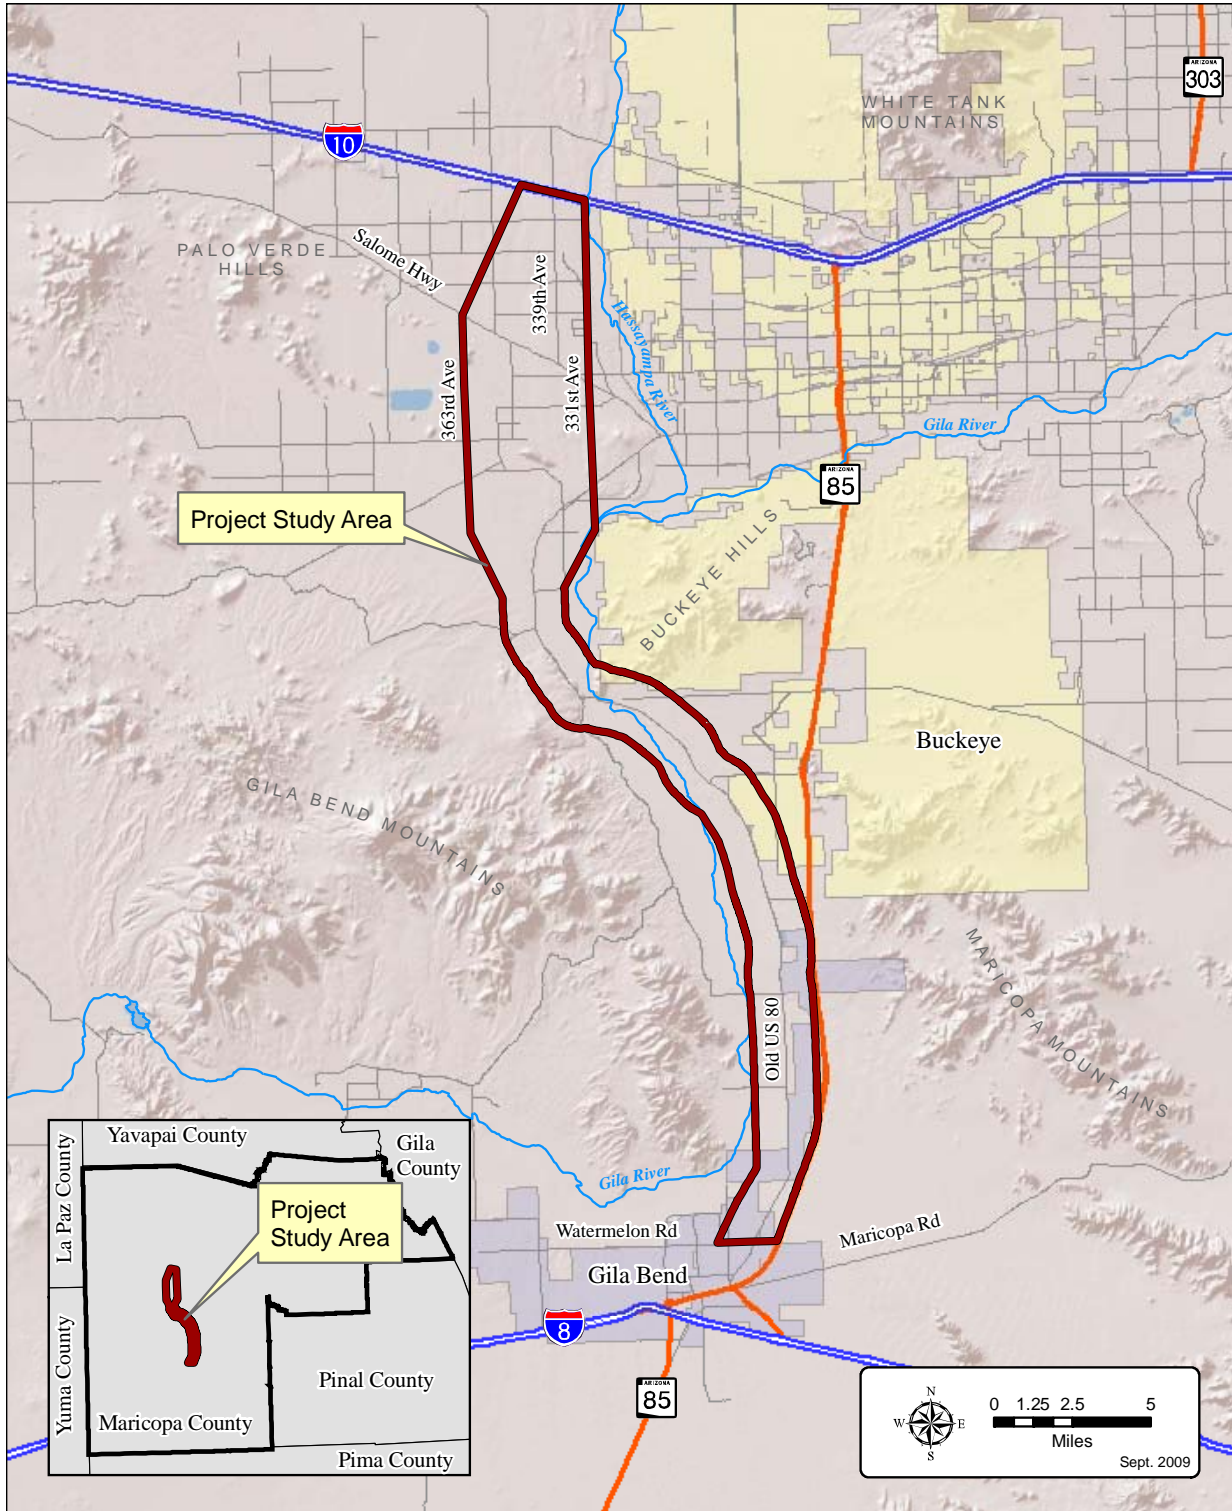 ARIZONA
303
WHITE TANK
MOUNTAINS
10
PALO VERDE
HILLS
Salome Hwy
339th Ave
Hassayampa River
363rd Ave
331st Ave
Gila River
ARIZONA
85
Project Study Area
BUCKEYE HILLS
Buckeye
GILA BEND MOUNTAINS
MARICOPA MOUNTAINS
Old US 80
Gila River
Watermelon Rd
Maricopa Rd
Gila Bend
8
ARIZONA
85
Yavapai County
Gila
County
La Paz County
Project
Study Area
Yuma County
Pinal County
Maricopa County
Pima County
N
W
E
S
0 1.25 2.5 5
Miles
Sept. 2009